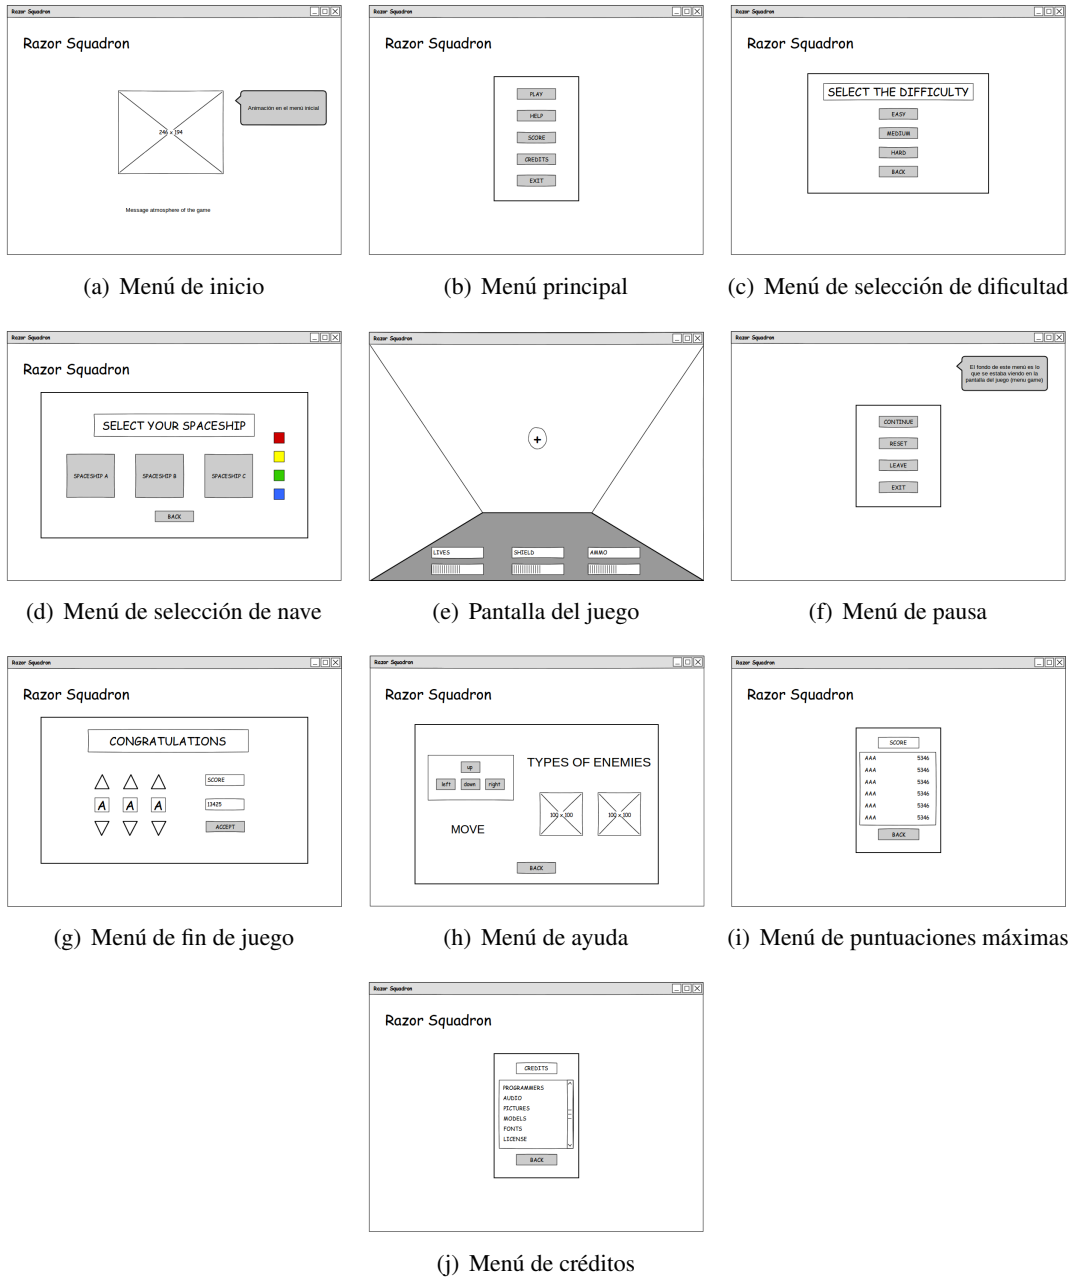 Razor Squadron
Razor Squadron
246 x 194
Animación en el menú inicial
Message atmosphere of the game
(a) Menú de inicio
Razor Squadron
Razor Squadron
PLAY
HELP
SCORE
CREDITS
EXIT
(b) Menú principal
Razor Squadron
Razor Squadron
SELECT THE DIFFICULTY
EASY
MEDIUM
HARD
BACK
(c) Menú de selección de dificultad
Razor Squadron
Razor Squadron
SELECT YOUR SPACESHIP
SPACESHIP A SPACESHIP B SPACESHIP C
BACK
(d) Menú de selección de nave
Razor Squadron
LIVES SHIELD AMMO
(e) Pantalla del juego
Razor Squadron
Razor Squadron
El fondo de este menú es lo
que se estaba viendo en la
pantalla del juego (menu game)
CONTINUE
RESET
LEAVE
EXIT
(f) Menú de pausa
Razor Squadron
Razor Squadron
CONGRATULATIONS
SCORE
A A A 13425
ACCEPT
(g) Menú de fin de juego
Razor Squadron
Razor Squadron
up
left down right
MOVE
TYPES OF ENEMIES
100 x 100 100 x 100
BACK
(h) Menú de ayuda
Razor Squadron
Razor Squadron
SCORE
AAA 5346
AAA 5346
AAA 5346
AAA 5346
AAA 5346
AAA 5346
BACK
(i) Menú de puntuaciones máximas
Razor Squadron
Razor Squadron
CREDITS
PROGRAMMERS
AUDIO
PICTURES
MODELS
FONTS
LICENSE
BACK
(j) Menú de créditos